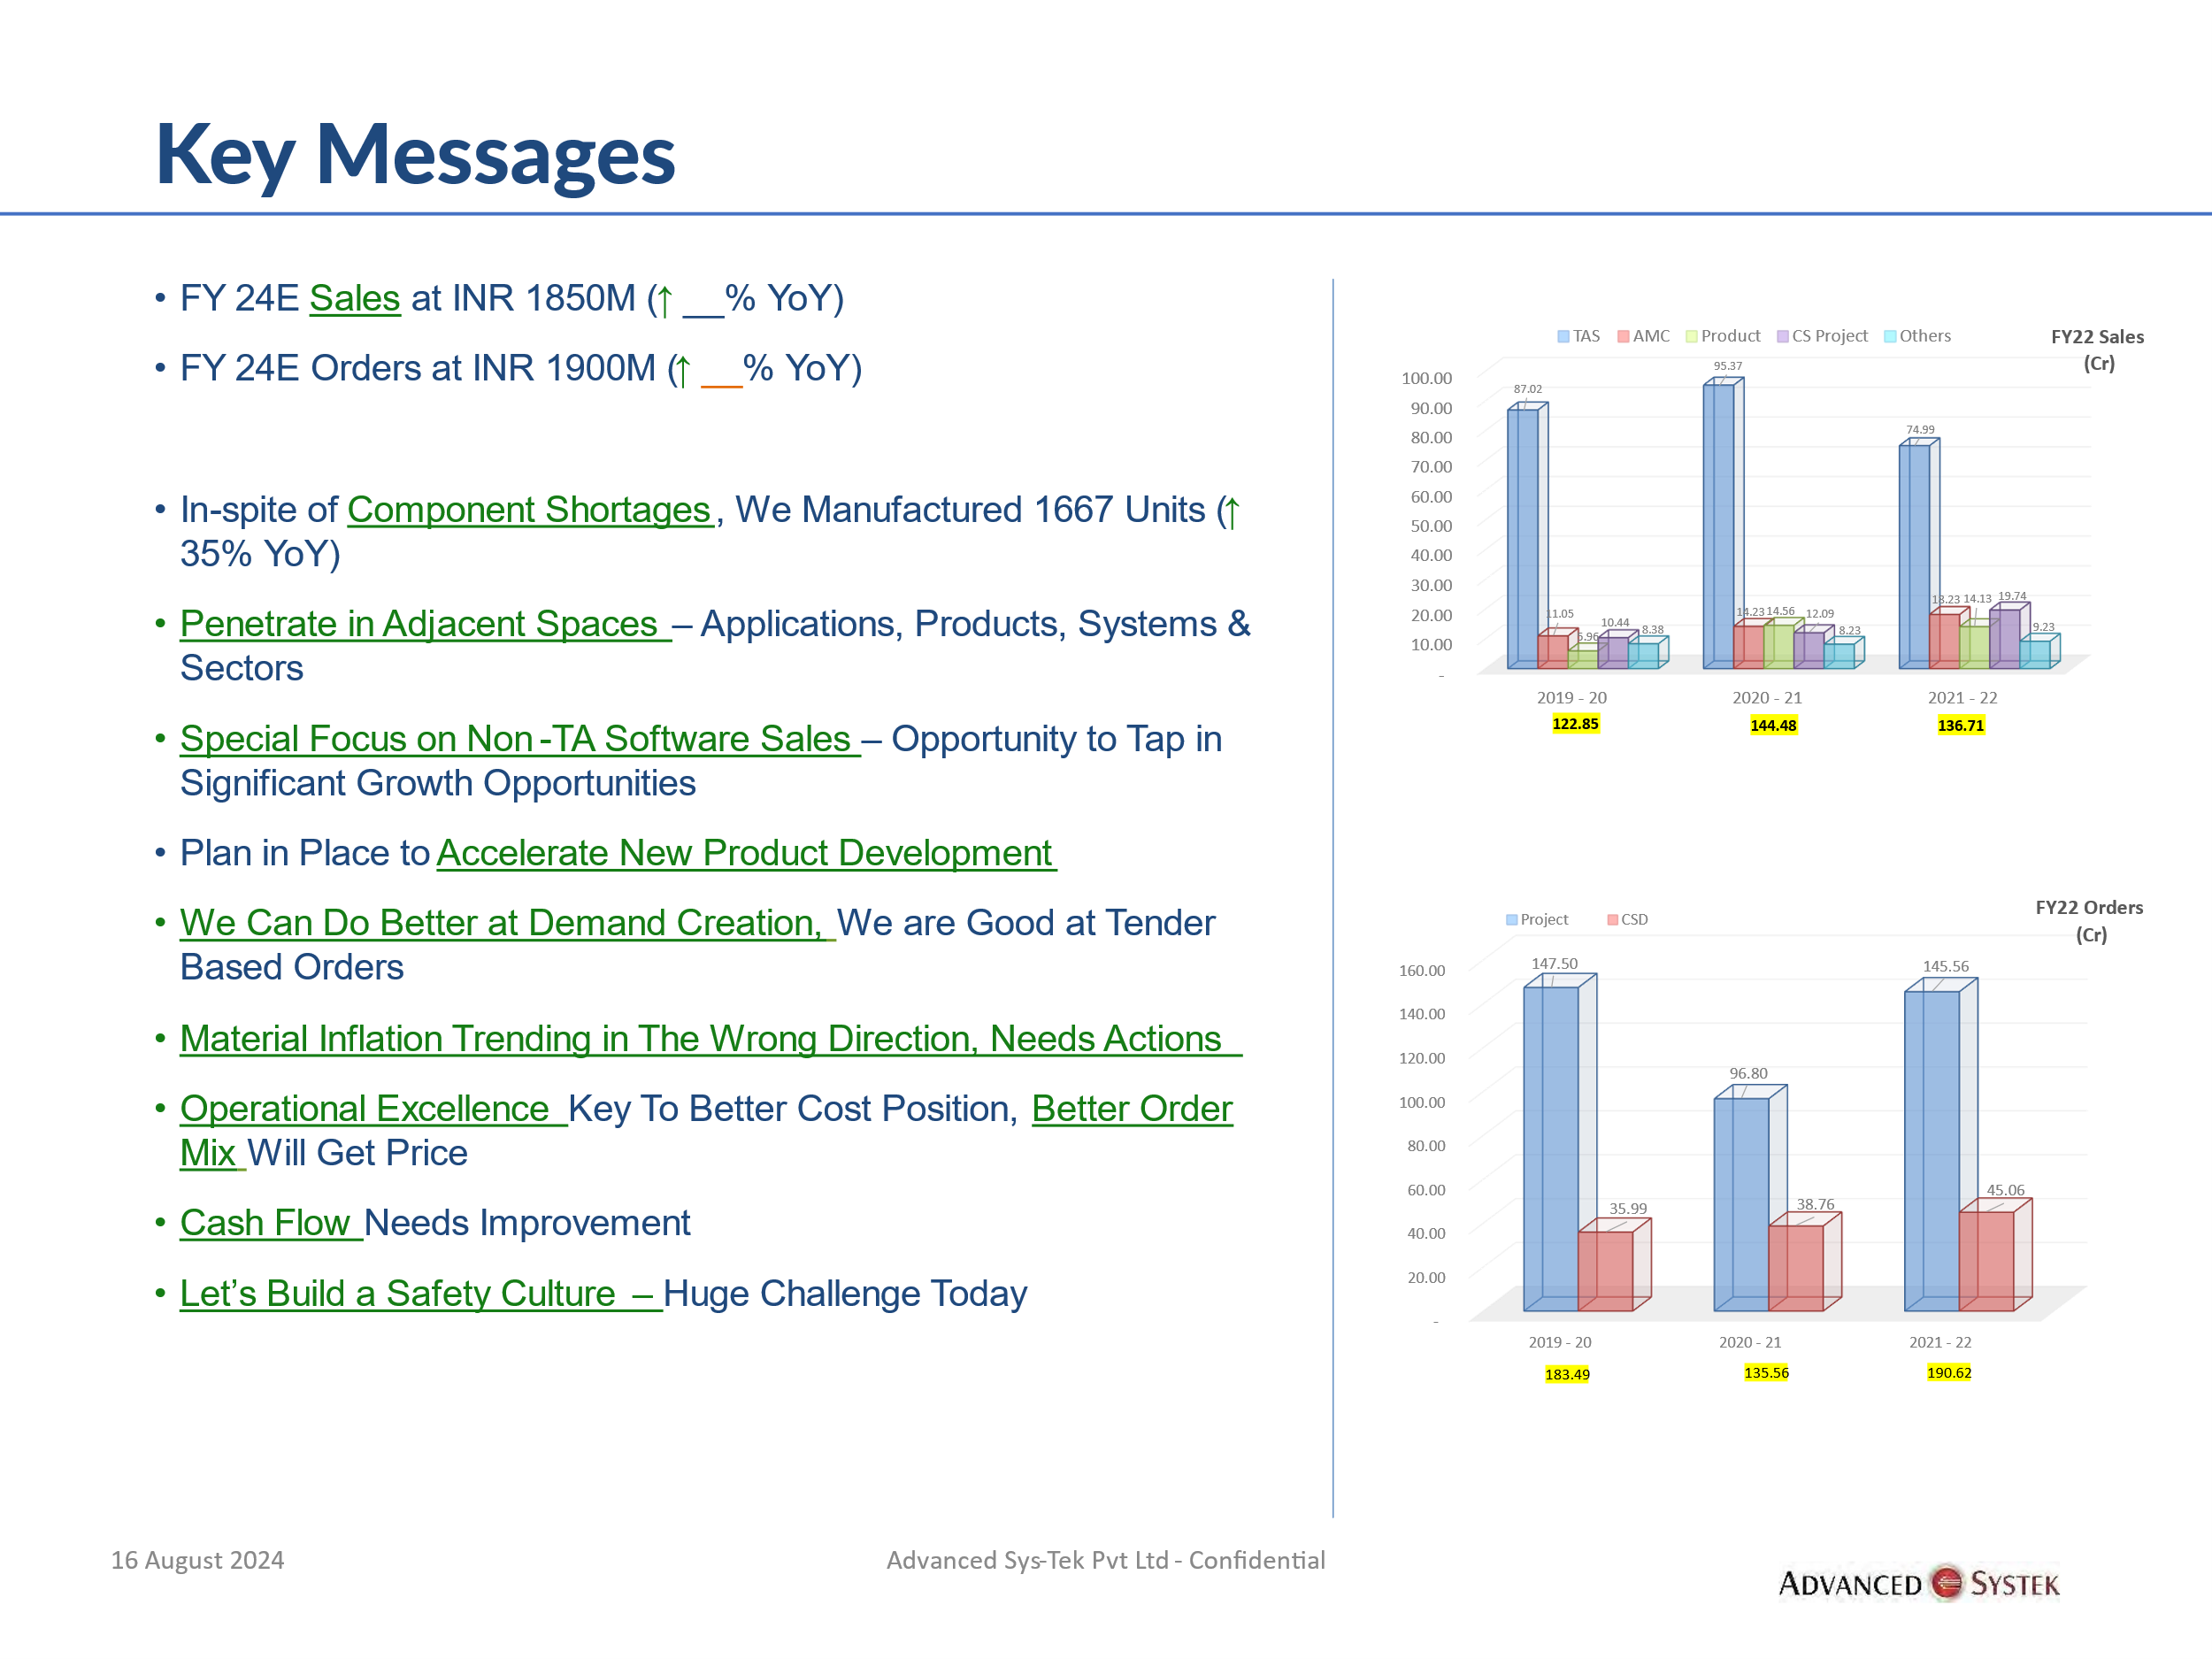 Key Messages
• FY 24E Sales at INR 1850M (↑ __% YoY)
• FY 24E Orders at INR 1900M (↑ __% YoY)
• In-spite of Component Shortages, We Manufactured 1667 Units (↑
35% YoY)
• Penetrate in Adjacent Spaces – Applications, Products, Systems &
Sectors
• Special Focus on Non-TA Software Sales – Opportunity to Tap in
Significant Growth Opportunities
• Plan in Place to Accelerate New Product Development
• We Can Do Better at Demand Creation, We are Good at Tender
Based Orders
• Material Inflation Trending in The Wrong Direction, Needs Actions
• Operational Excellence Key To Better Cost Position, Better Order
Mix Will Get Price
• Cash Flow Needs Improvement
• Let's Build a Safety Culture – Huge Challenge Today
TAS AMC Product CS Project Others
FY22 Sales
(Cr)
100.00
90.00
80.00
70.00
60.00
50.00
40.00
30.00
20.00
10.00
-
87.02
11.05
5.96
10.44
8.38
95.37
14.23
14.56
12.09
8.23
74.99
18.23
14.13
19.74
9.23
2019 - 20 2020 - 21 2021 - 22
122.85 144.48 136.71
Project CSD
FY22 Orders
(Cr)
160.00
140.00
120.00
100.00
80.00
60.00
40.00
20.00
-
147.50
35.99
96.80
38.76
145.56
45.06
2019 - 20 2020 - 21 2021 - 22
183.49 135.56 190.62
16 August 2024
Advanced Sys-Tek Pvt Ltd - Confidential
ADVANCED SYSTEK